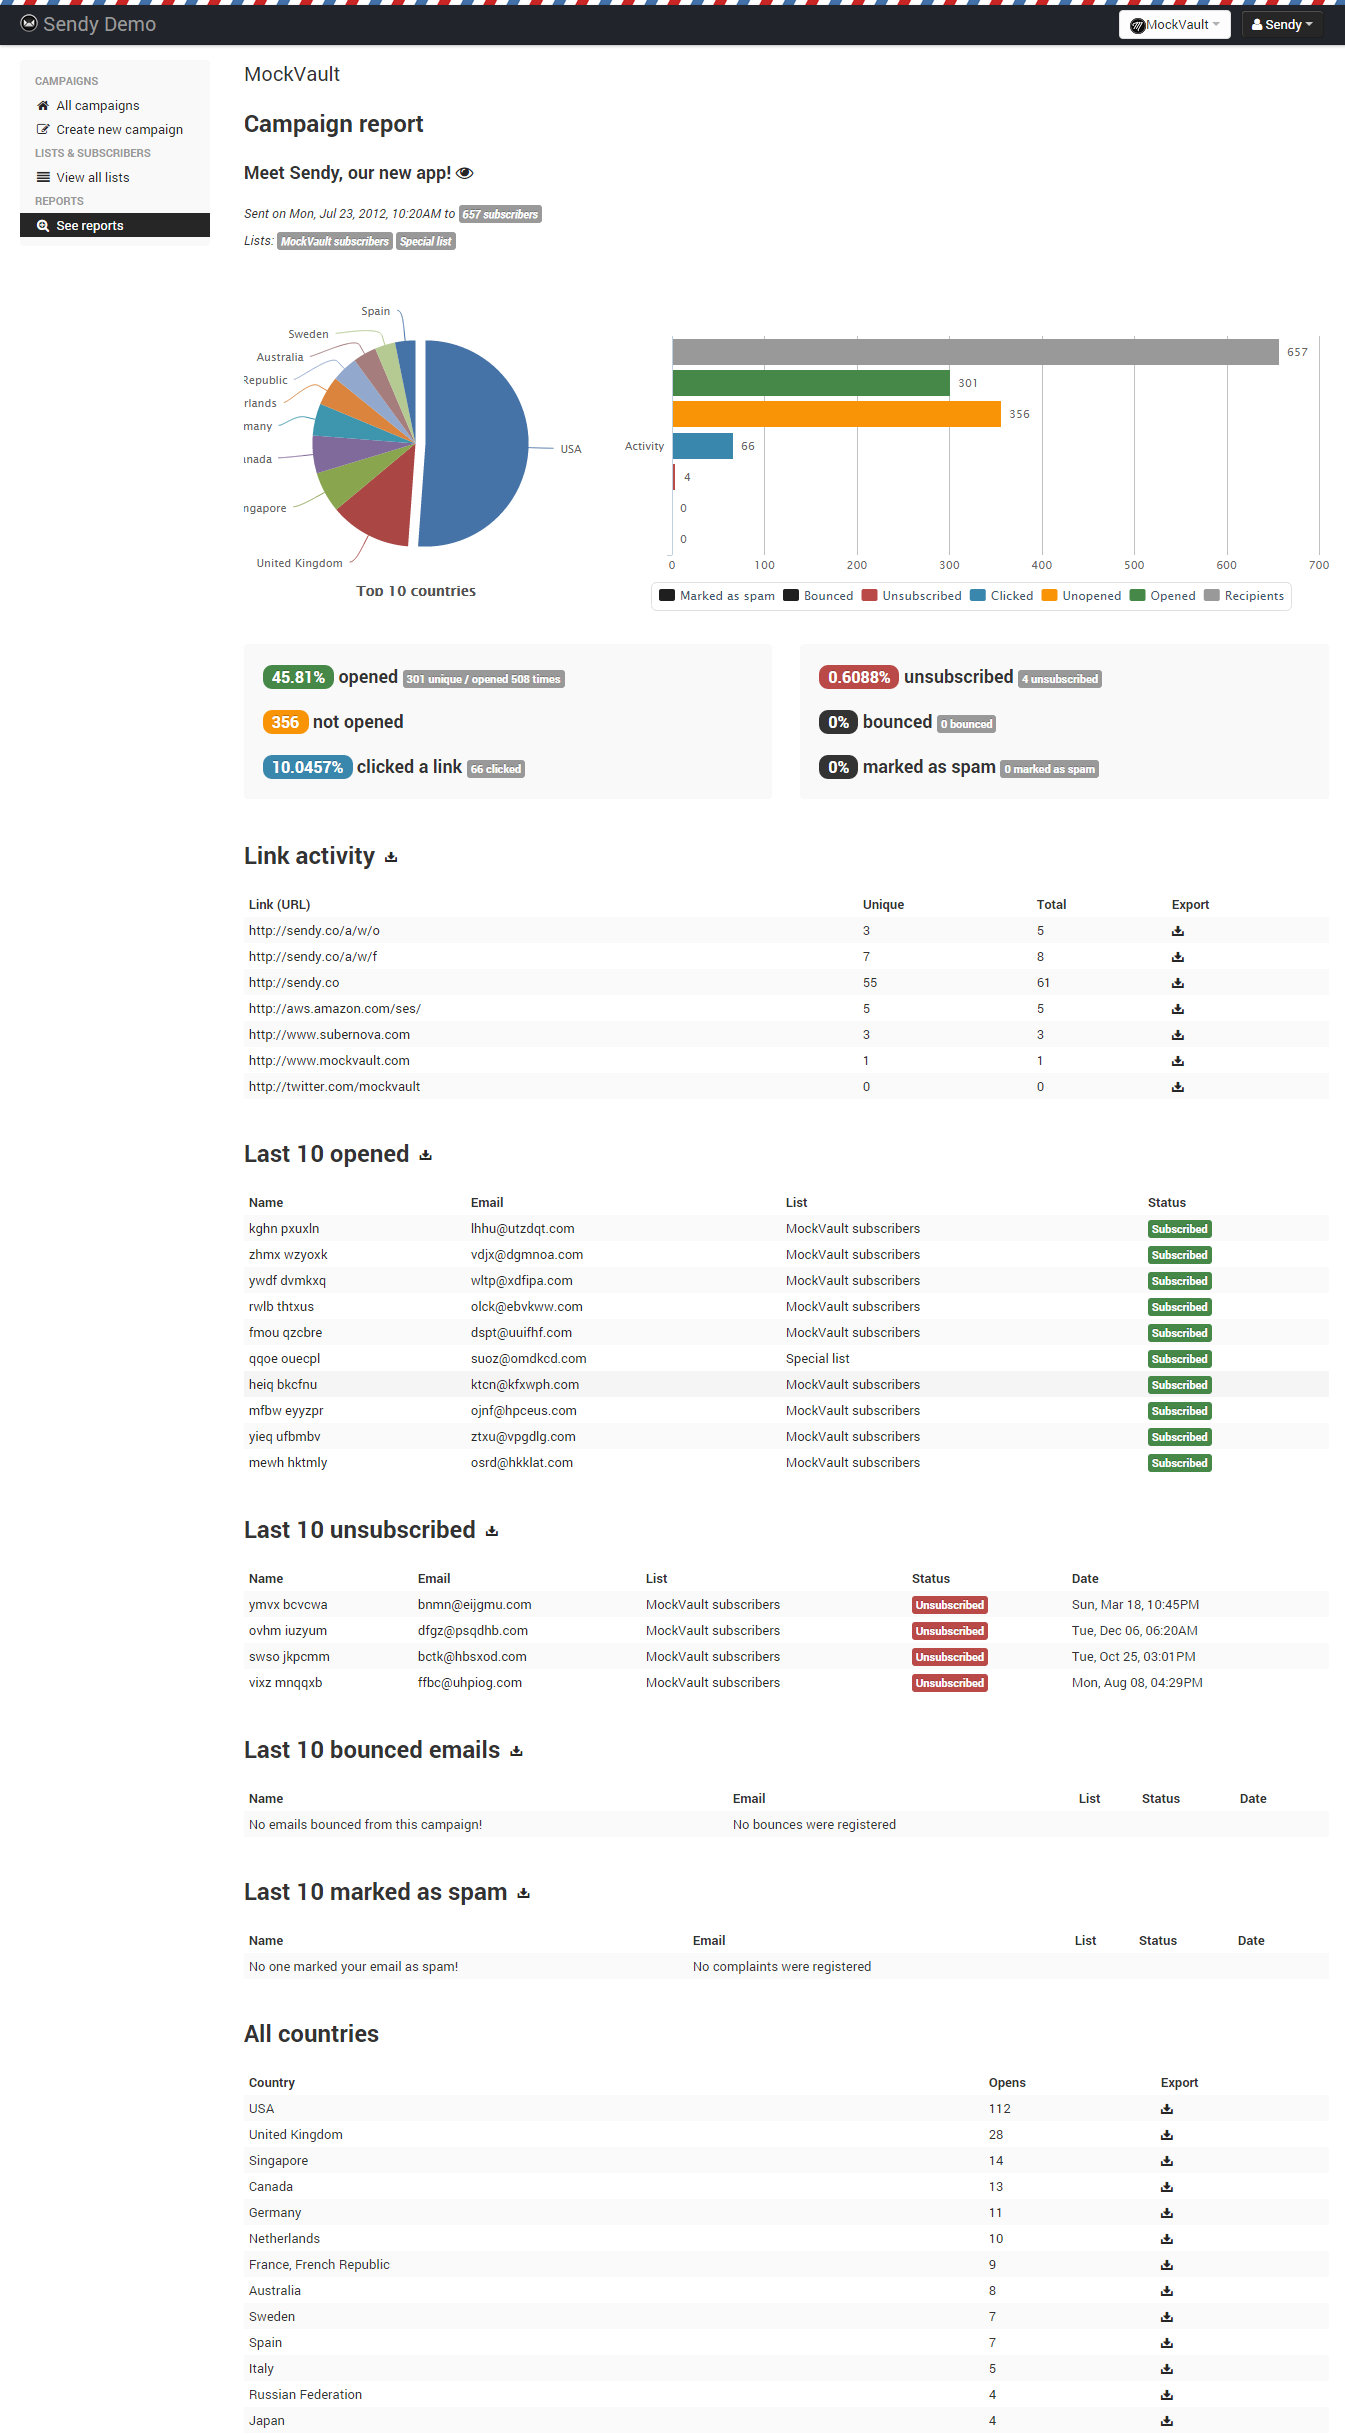 Sendy Demo
MockVault
Sendy
CAMPAIGNS
All campaigns
Create new campaign
LISTS & SUBSCRIBERS
View all lists
REPORTS
See reports
MockVault
Campaign report
Meet Sendy, our new app!
Sent on Mon, Jul 23, 2012, 10:20AM to 657 subscribers
Lists: MockVault subscribers Special list
Spain
Sweden
Australia
Republic
rlands
many
nada
ngapore
United Kingdom
USA
Top 10 countries
Activity
657
301
356
66
4
0
0
0 100 200 300 400 500 600 700
Marked as spam Bounced Unsubscribed Clicked Unopened Opened Recipients
45.81% opened 301 unique / opened 508 times
356 not opened
10.0457% clicked a link 66 clicked
0.6088% unsubscribed 4 unsubscribed
0% bounced 0 bounced
0% marked as spam 0 marked as spam
Link activity
Link (URL) Unique Total Export
http://sendy.co/a/w/o 3 5
http://sendy.co/a/w/f 7 8
http://sendy.co 55 61
http://aws.amazon.com/ses/ 5 5
http://www.subernova.com 3 3
http://www.mockvault.com 1 1
http://twitter.com/mockvault 0 0
Last 10 opened
Name Email List Status
kghn pxuxln lhhu@utzdqt.com MockVault subscribers Subscribed
zhmx wzyoxk vdjx@dgmnoa.com MockVault subscribers Subscribed
ywdf dvmkxq wltp@xdfipa.com MockVault subscribers Subscribed
rwlb thtxus olck@ebvkww.com MockVault subscribers Subscribed
fmou qzcbre dspt@uuifhf.com MockVault subscribers Subscribed
qqoe ouecpl suoz@omdkcd.com Special list Subscribed
heiq bkcfnu ktcn@kfxwph.com MockVault subscribers Subscribed
mfbw eyyzpr ojnf@hpceus.com MockVault subscribers Subscribed
yieq ufbmbv ztxu@vpgdlg.com MockVault subscribers Subscribed
mewh hktmly osrd@hkklat.com MockVault subscribers Subscribed
Last 10 unsubscribed
Name Email List Status Date
ymvx bcvcwa bnmn@eijgmu.com MockVault subscribers Unsubscribed Sun, Mar 18, 10:45PM
ovhm iuzyum dfgz@psqdhb.com MockVault subscribers Unsubscribed Tue, Dec 06, 06:20AM
swso jkpcmm bctk@hbsxod.com MockVault subscribers Unsubscribed Tue, Oct 25, 03:01PM
vixz mnqqxb ffbc@uhpiog.com MockVault subscribers Unsubscribed Mon, Aug 08, 04:29PM
Last 10 bounced emails
Name Email List Status Date
No emails bounced from this campaign! No bounces were registered
Last 10 marked as spam
Name Email List Status Date
No one marked your email as spam! No complaints were registered
All countries
Country Opens Export
USA 112
United Kingdom 28
Singapore 14
Canada 13
Germany 11
Netherlands 10
France, French Republic 9
Australia 8
Sweden 7
Spain 7
Italy 5
Russian Federation 4
Japan 4